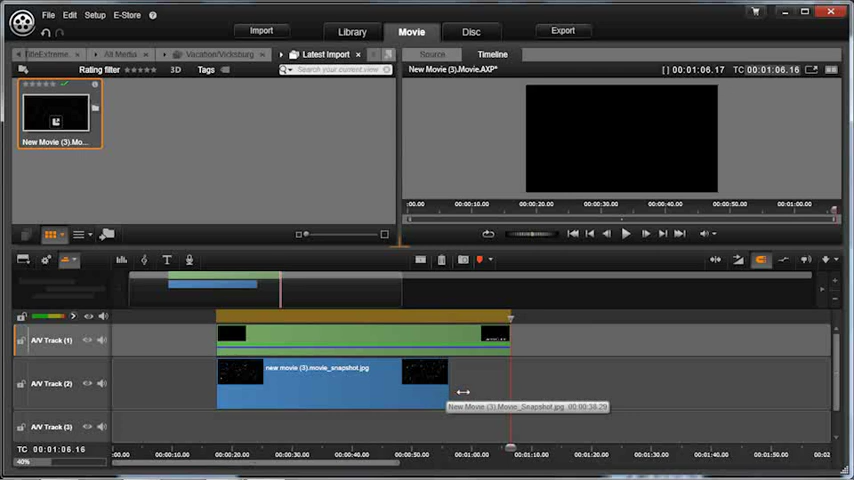 File Edit Setup E-Store ?
Import Library Movie Disc Export
TitleExtreme... × All Media × Vacation/Vicksburg × Latest Import × Source Timeline
Rating filter 3D Tags Search your current view
New Movie (3).Movie.AXP* [ ] 00:01:06.17 TC 00:01:06.16
New Movie (3).Mo...
:00.00 00:00:10.00 00:00:20.00 00:00:30.00 00:00:40.00 00:00:50.00 00:01:00.00
T
A/V Track (1)
new movie (3).movie_snapshot.jpg
A/V Track (2)
New Movie (3).Movie_Snapshot.jpg 00:00:38.29
A/V Track (3)
TC 00:01:06.16
:00.00 00:00:10.00 00:00:20.00 00:00:30.00 00:00:40.00 00:00:50.00 00:01:00.00 00:01:10.00 00:01:20.00 00:01:30.00 00:01:40.00 00:01:50.00 00:02
40%